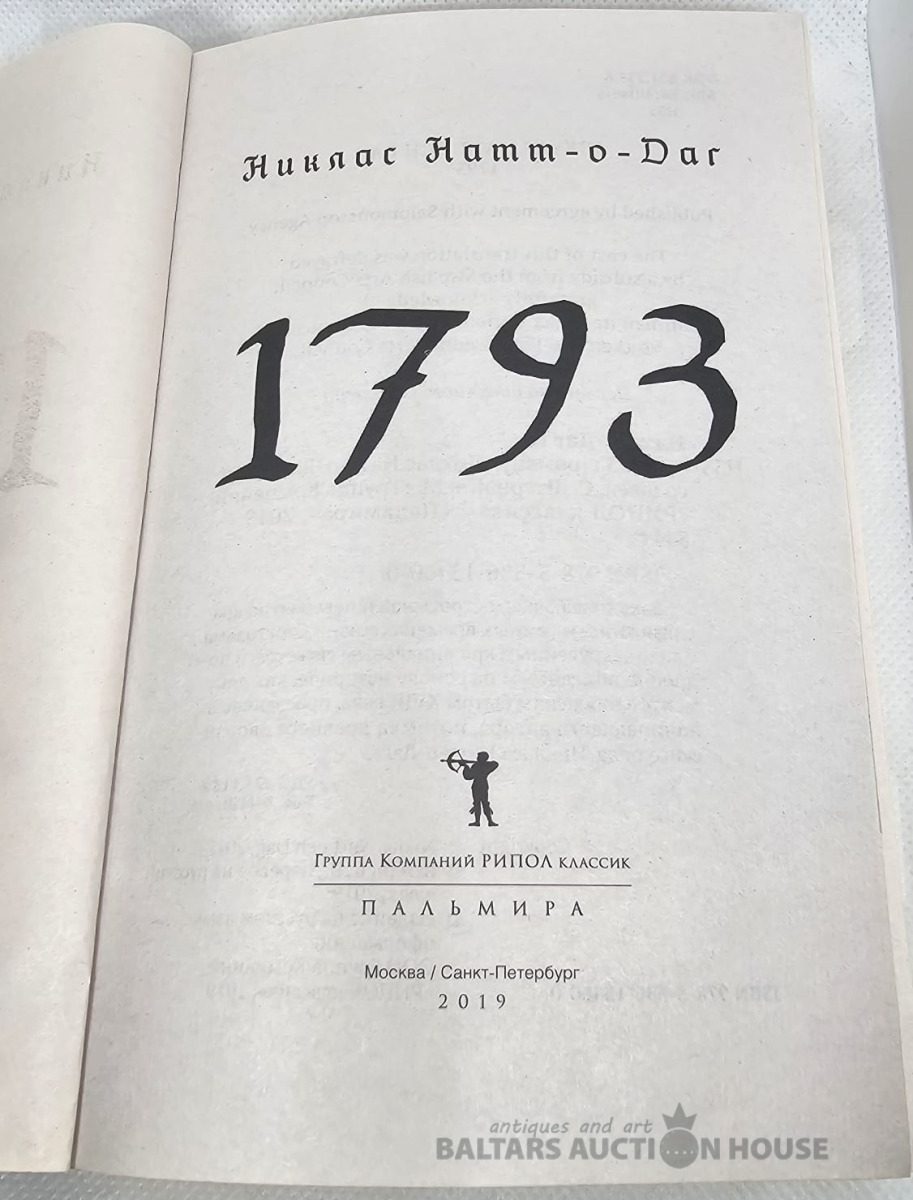 Никлас Натт-о-Даг
1793
Группа Компаний РИПОЛ классик
ПАЛЬМИРА
Москва / Санкт-Петербург
2019
antiques and art
BALTARS AUCTION HOUSE